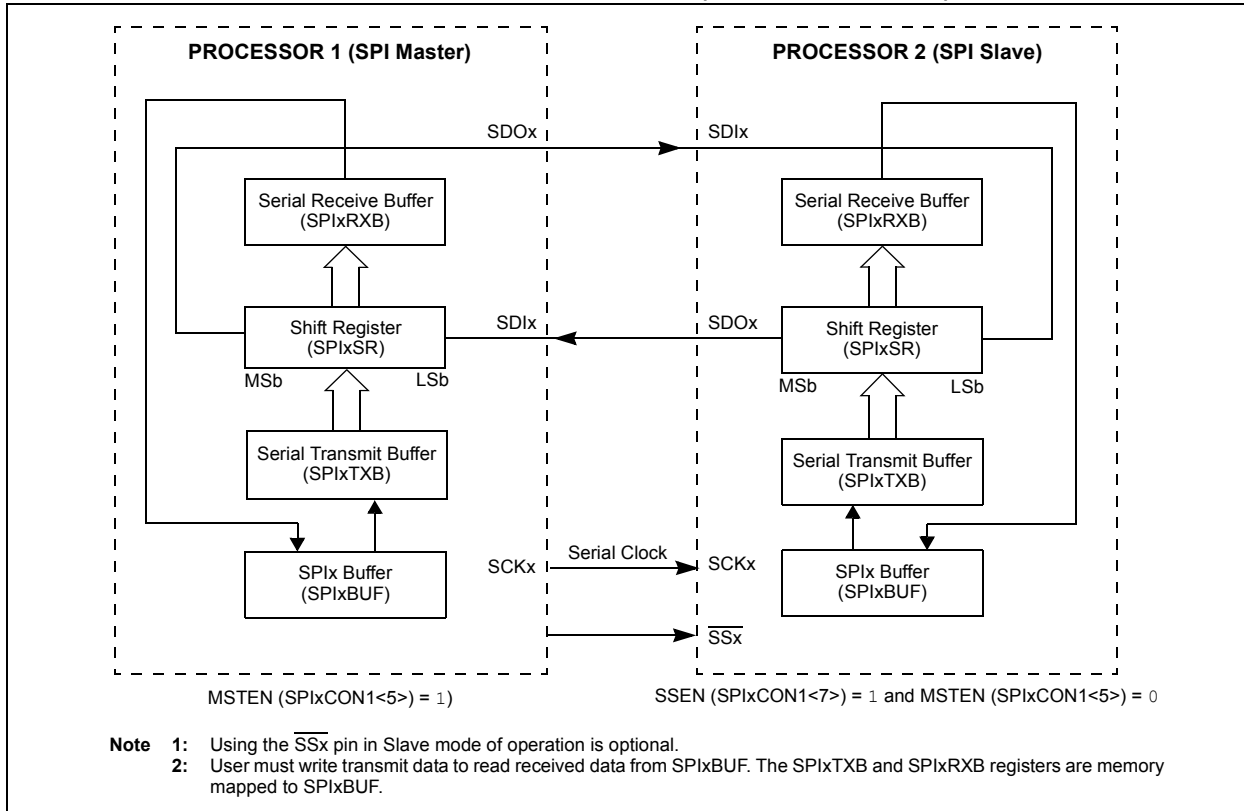 PROCESSOR 1 (SPI Master)
SDOx
Serial Receive Buffer
(SPIxRXB)
Shift Register
(SPIxSR)
MSb
LSb
SDIx
Serial Transmit Buffer
(SPIxTXB)
SPIx Buffer
(SPIxBUF)
SCKx
Serial Clock
PROCESSOR 2 (SPI Slave)
SDIx
Serial Receive Buffer
(SPIxRXB)
SDOx
Shift Register
(SPIxSR)
MSb
LSb
Serial Transmit Buffer
(SPIxTXB)
SCKx
SPIx Buffer
(SPIxBUF)
SSx
MSTEN (SPIxCON1<5>) = 1)
SSEN (SPIxCON1<7>) = 1 and MSTEN (SPIxCON1<5>) = 0
Note 1: Using the SSx pin in Slave mode of operation is optional.
2: User must write transmit data to read received data from SPIxBUF. The SPIxTXB and SPIxRXB registers are memory
mapped to SPIxBUF.